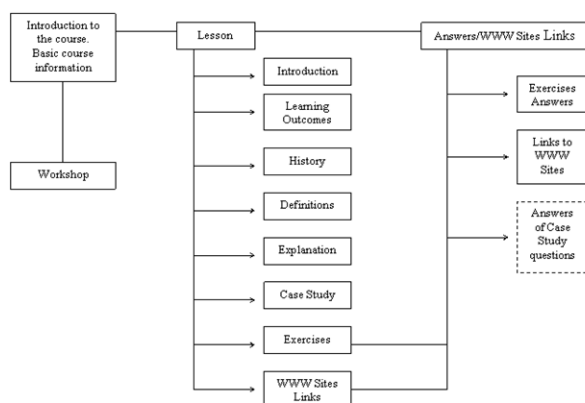 Introduction to
the course.
Basic course
information
Lesson
Answers/WWW Sites Links
Introduction
Learning
Outcomes
History
Definitions
Explanation
Case Study
Exercises
WWW Sites
Links
Workshop
Exercises
Answers
Links to
WWW
Sites
Answers
of Case
Study
questions